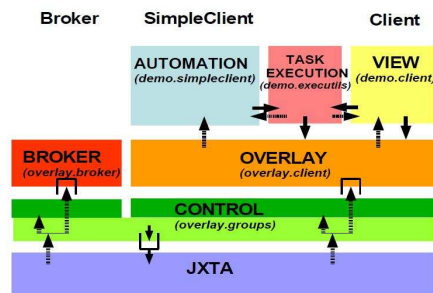 Broker
SimpleClient
Client
AUTOMATION
(demo.simpleclient)
TASK
EXECUTION
(demo.executils)
VIEW
(demo.client)
BROKER
(overlay.broker)
OVERLAY
(overlay.client)
CONTROL
(overlay.groups)
JXTA